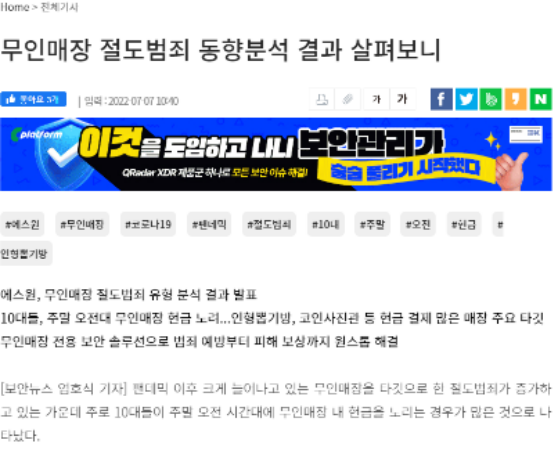 Home > 전체기사
무인매장 절도범죄 동향분석 결과 살펴보니
좋아요 3개 | 입력 : 2022-07-07 10:40
가 가
platform 이것을 도입하고 나니 보안관리가
QRadar XDR 제품군 하나로 모든 보안 이슈 해결! 술술 풀리기 시작했다
#에스원 #무인매장 #코로나19 #팬데믹 #절도범죄 #10대 #주말 #오전 #현금 #
인형뽑기방
에스원, 무인매장 절도범죄 유형 분석 결과 발표
10대들, 주말 오전대 무인매장 현금 노려...인형뽑기방, 코인사진관 등 현금 결제 많은 매장 주요 타깃
무인매장 전용 보안 솔루션으로 범죄 예방부터 피해 보상까지 원스톱 해결
[보안뉴스 엄호식 기자] 팬데믹 이후 크게 늘어나고 있는 무인매장을 타깃으로 한 절도범죄가 증가하
고 있는 가운데 주로 10대들이 주말 오전 시간대에 무인매장 내 현금을 노리는 경우가 많은 것으로 나
타났다.